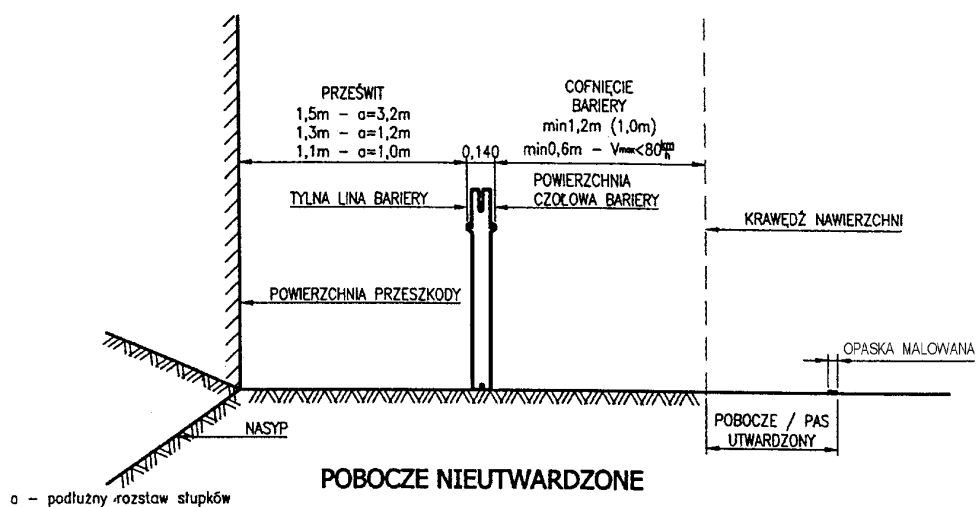 PRZEŚWIT
1,5m – a=3,2m
1,3m – a=1,2m
1,1m – a=1,0m
COFNIĘCIE
BARIERY
min1,2m (1,0m)
min0,6m – Vmax<80 km/h
0,140
TYLNA LINA BARIERY
POWIERZCHNIA
CZOŁOWA BARIERY
KRAWĘDŹ NAWIERZCHNI
POWIERZCHNIA PRZESZKODY
OPASKA MALOWANA
NASYP
POBOCZE / PAS
UTWARDZONY
POBOCZE NIEUTWARDZONE
a – podłużny rozstaw słupków